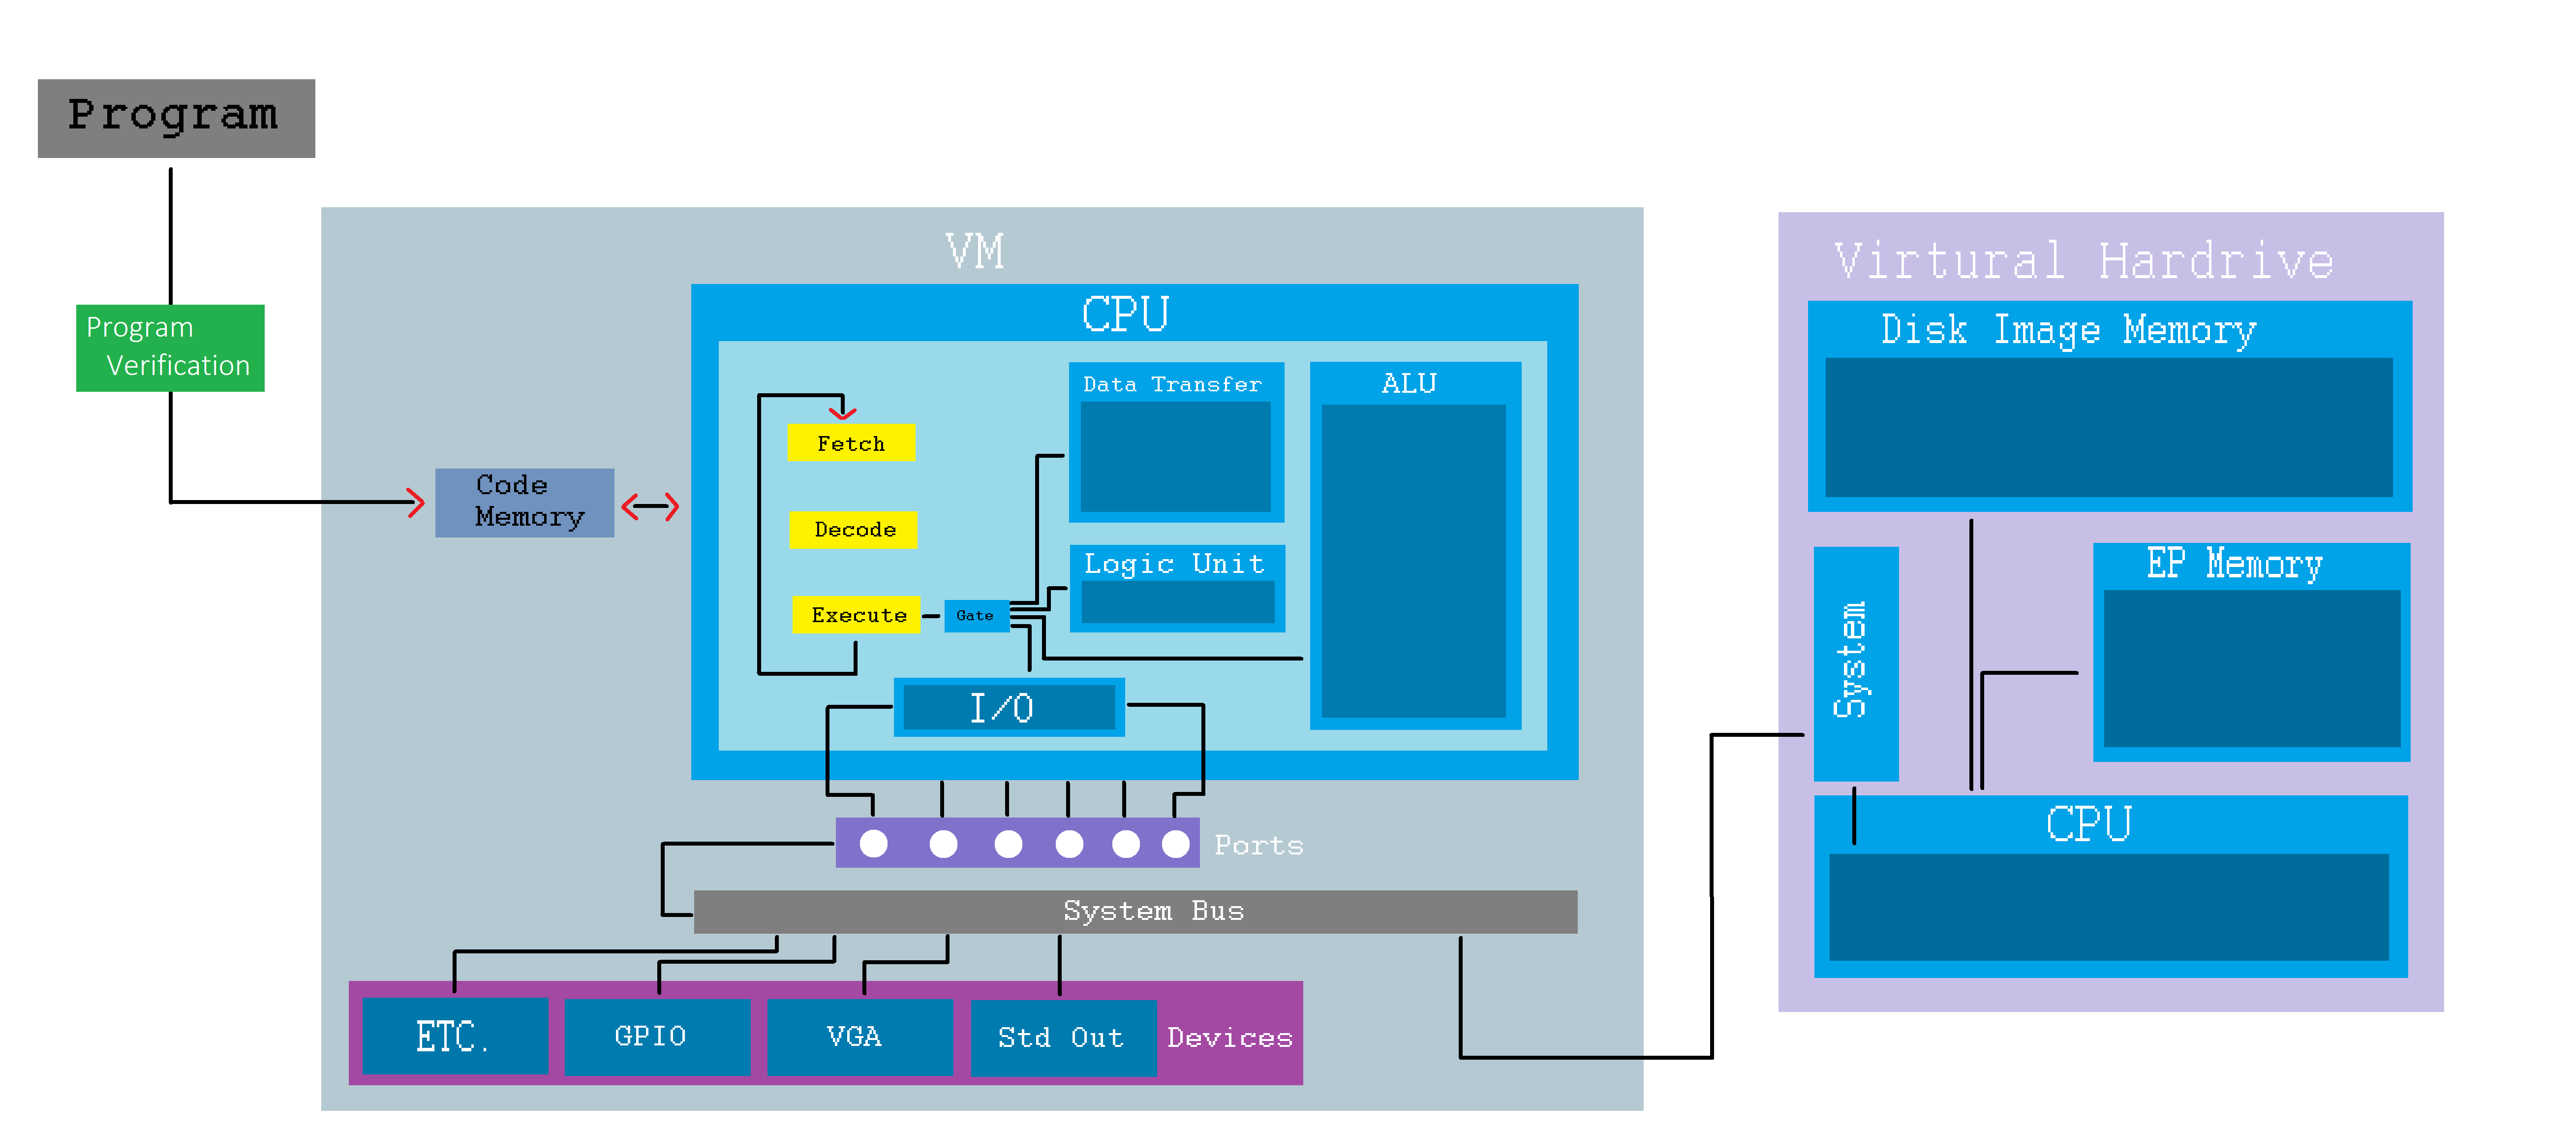 Program
Program
Verification
Code
Memory
VM
CPU
Fetch
Decode
Execute
Gate
Data Transfer
Logic Unit
ALU
I/O
Ports
System Bus
ETC.
GPIO
VGA
Std Out
Devices
Virtural Hardrive
Disk Image Memory
System
EP Memory
CPU